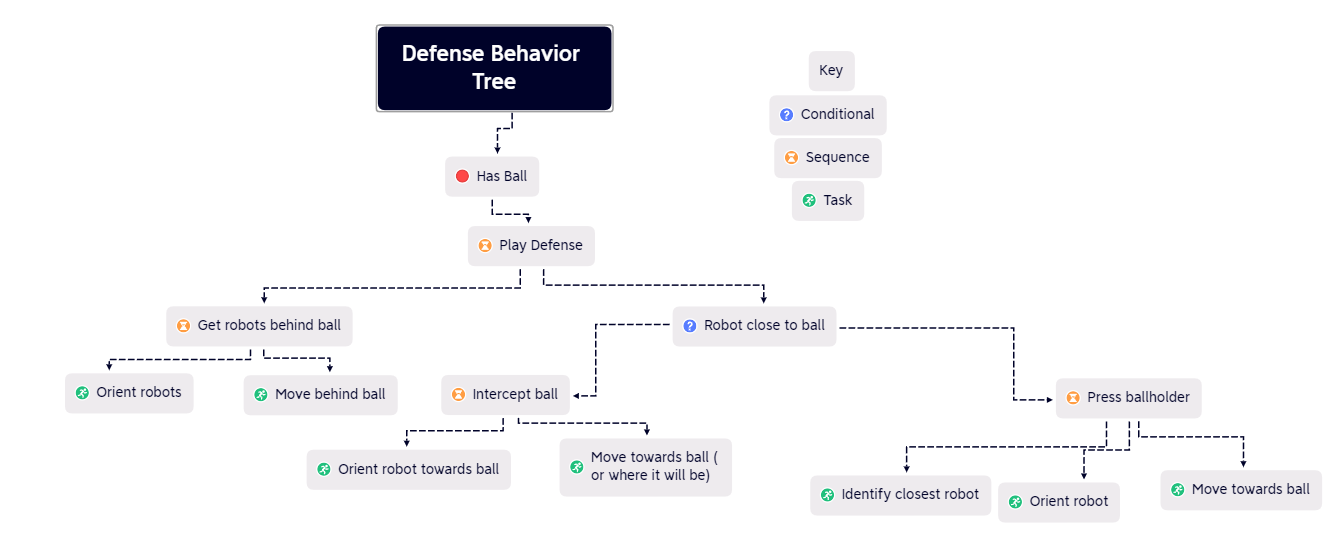 Defense Behavior
Tree
Key
Conditional
Sequence
Task
Has Ball
Play Defense
Get robots behind ball
Robot close to ball
Orient robots
Move behind ball
Intercept ball
Press ballholder
Orient robot towards ball
Move towards ball (
or where it will be)
Identify closest robot
Orient robot
Move towards ball